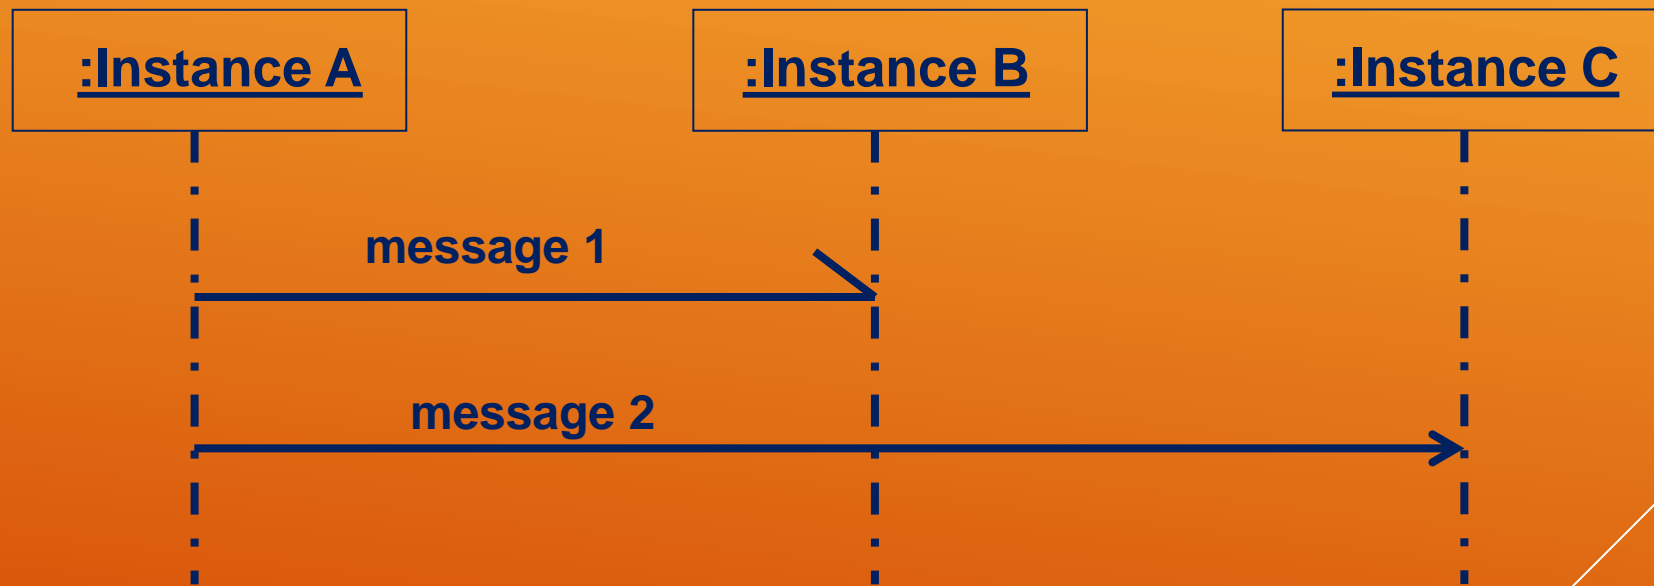 :Instance A
:Instance B
:Instance C
message 1
message 2